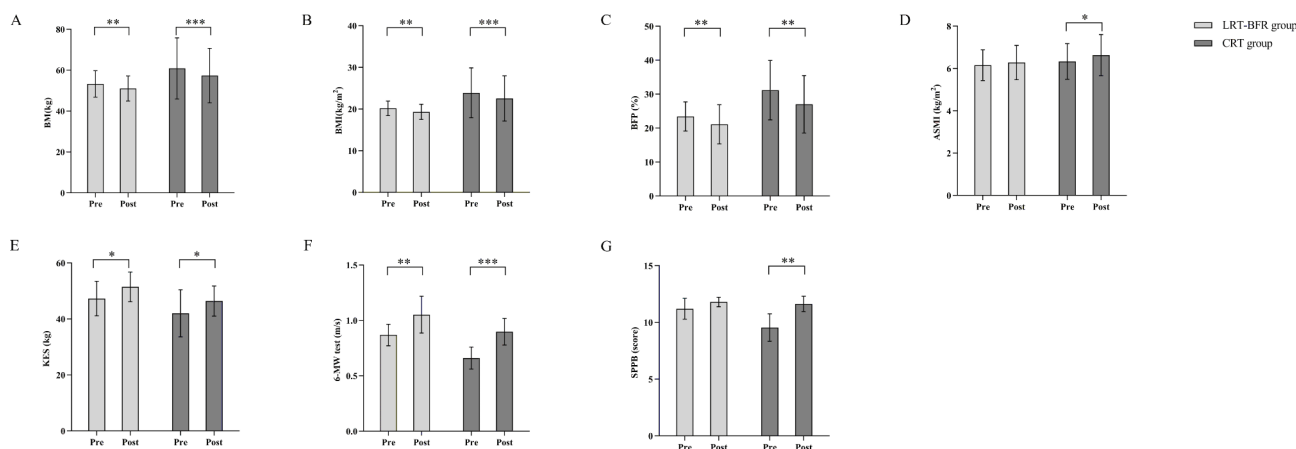 A
BM(kg)
80
60
40
20
0
**
***
Pre Post Pre Post
B
BMI(kg/m²)
40
30
20
10
0
**
***
Pre Post Pre Post
C
BFP (%)
50
40
30
20
10
0
**
**
Pre Post Pre Post
D
ASMI (kg/m²)
8
6
4
2
0
*
Pre Post Pre Post
LRT-BFR group
CRT group
E
KES (kg)
60
40
20
0
*
*
Pre Post Pre Post
F
6-MW test (m/s)
1.5
1.0
0.5
0.0
**
***
Pre Post Pre Post
G
SPPB (score)
15
10
5
0
**
Pre Post Pre Post